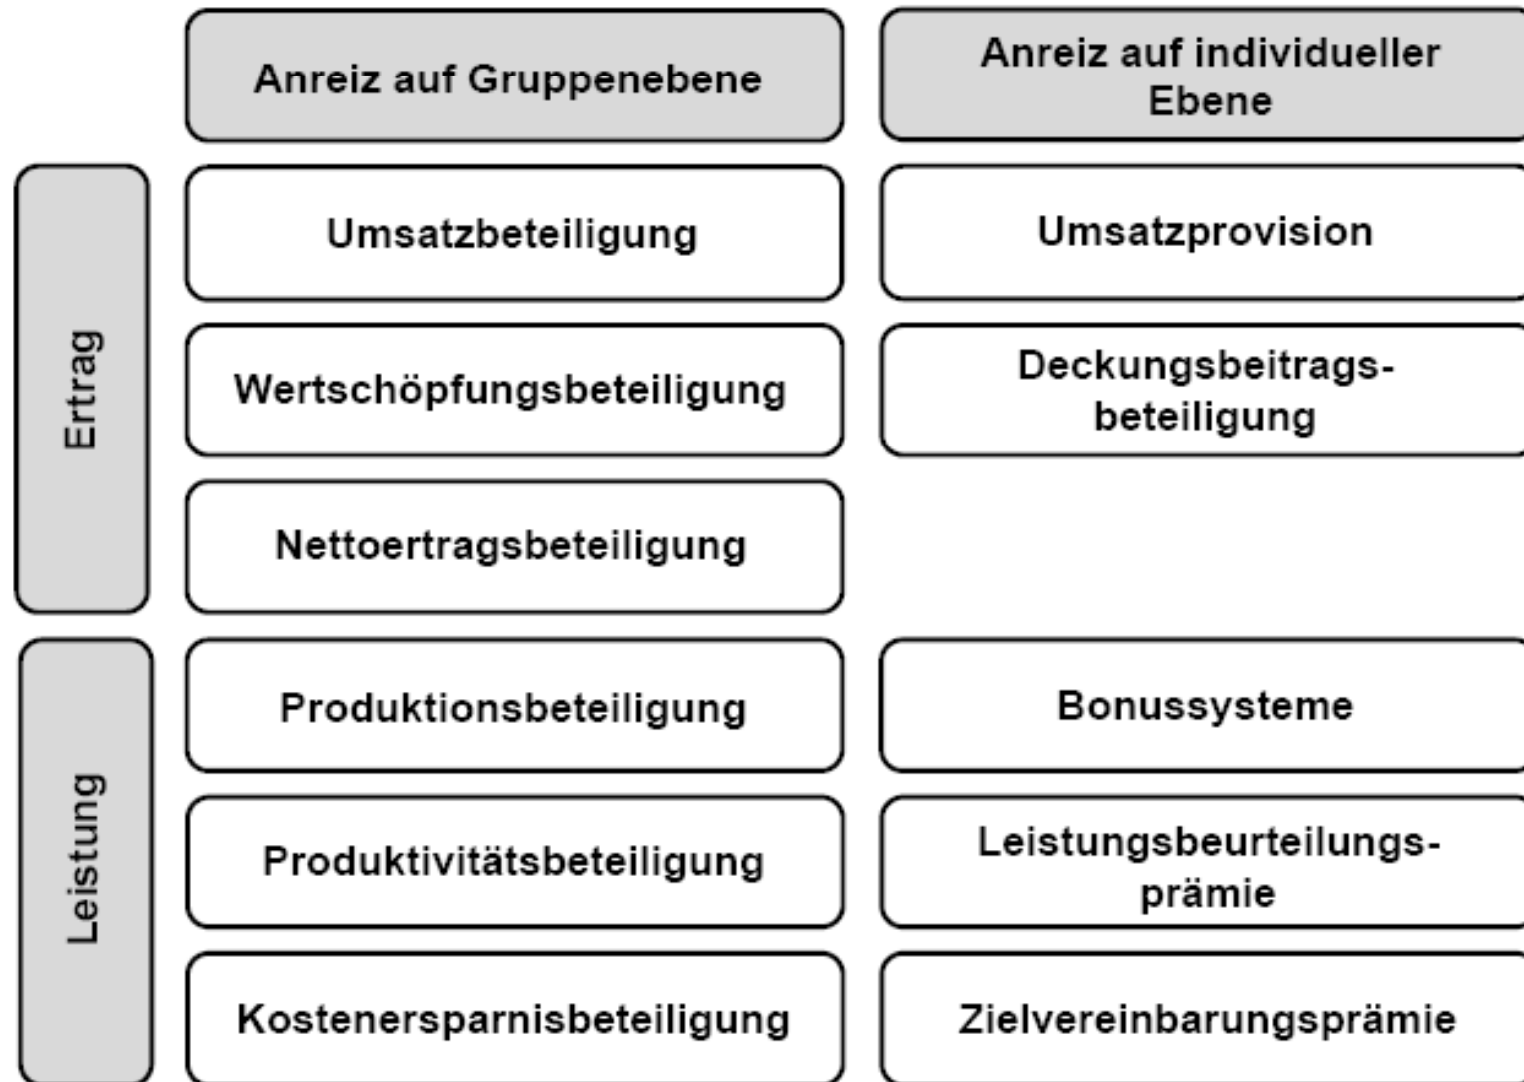 Anreiz auf Gruppenebene
Anreiz auf individueller
Ebene
Ertrag
Umsatzbeteiligung
Umsatzprovision
Wertschöpfungsbeteiligung
Deckungsbeitrags-
beteiligung
Nettoertragsbeteiligung
Leistung
Produktionsbeteiligung
Bonussysteme
Produktivitätsbeteiligung
Leistungsbeurteilungs-
prämie
Kostenersparnisbeteiligung
Zielvereinbarungsprämie